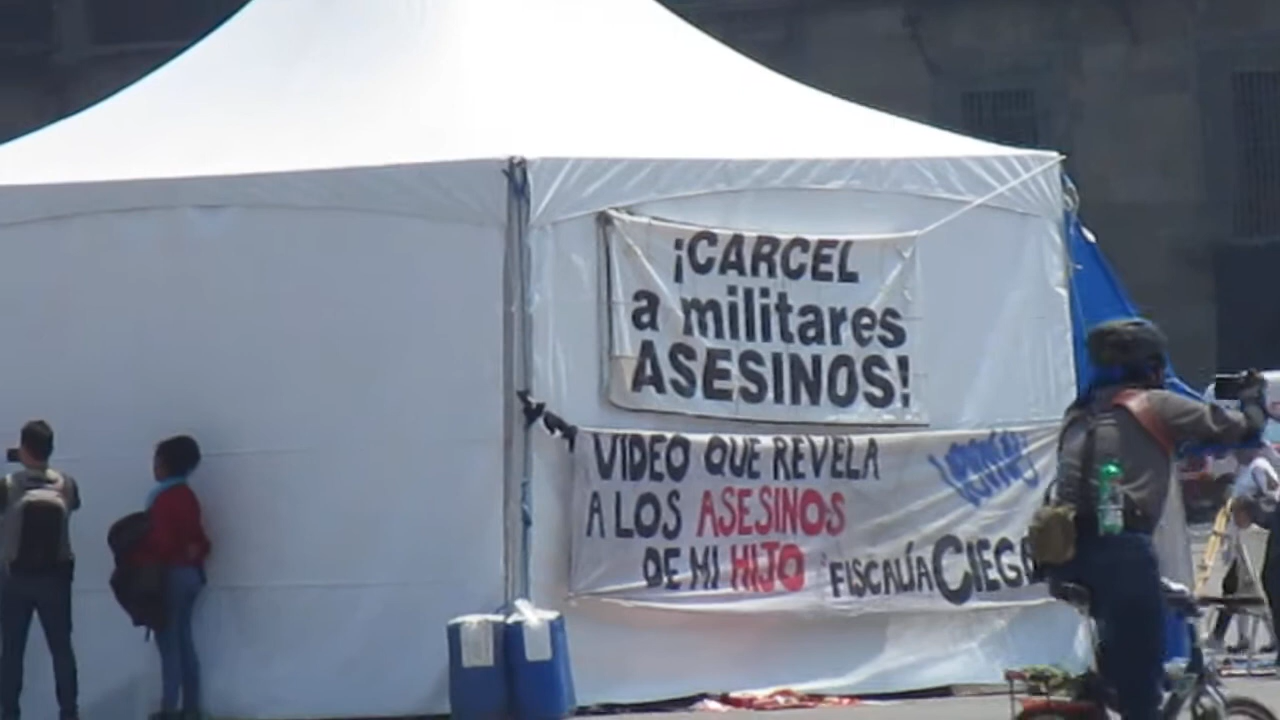 ¡CARCEL
a militares
ASESINOS!
VIDEO QUE REVELA
A LOS ASESINOS
DE MI HIJO
FISCALÍA CIEGA